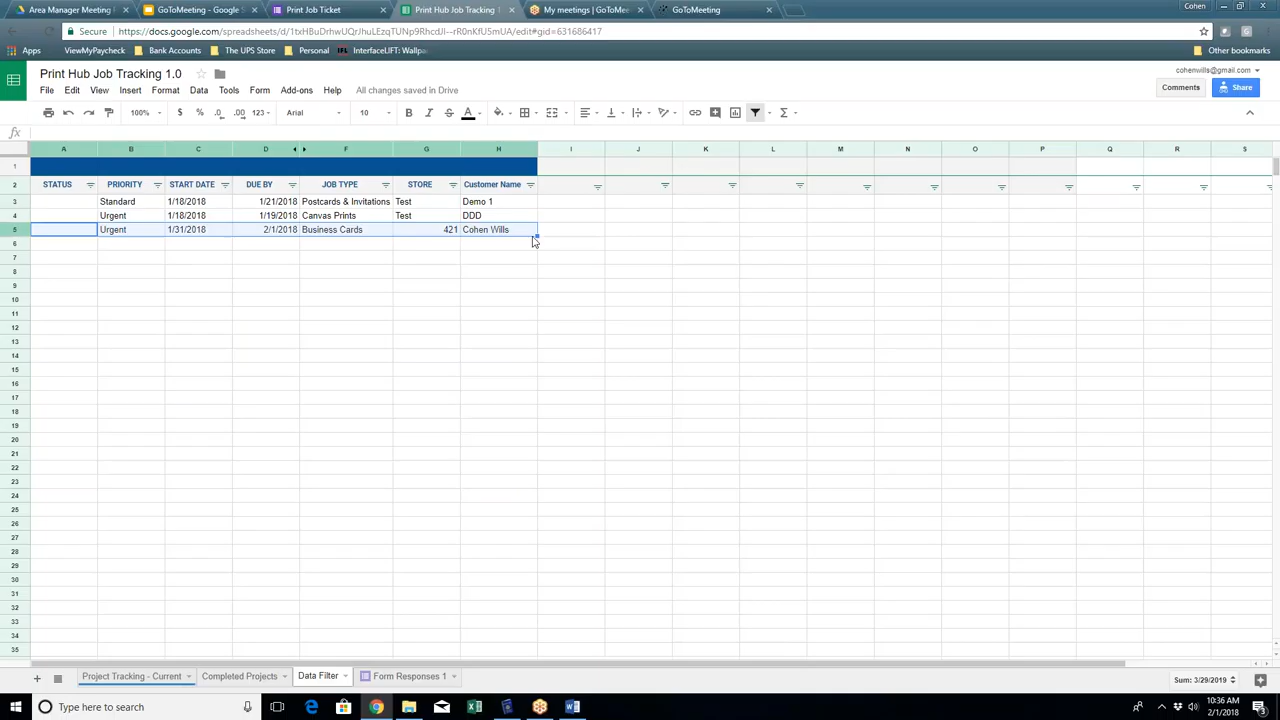 Area Manager Meeting
GoToMeeting - Google S
Print Job Ticket
Print Hub Job Tracking
My meetings | GoToMee
GoToMeeting
Cohen
Secure
https://docs.google.com/spreadsheets/d/1txHBuDrhwUQrJhuLEzqTUNp9RhcdJl--rR0nKfU5mUA/edit#gid=631686417
Apps
ViewMyPaycheck
Bank Accounts
The UPS Store
Personal
InterfaceLIFT: Wallpa
Other bookmarks
Print Hub Job Tracking 1.0
cohenwills@gmail.com
File Edit View Insert Format Data Tools Form Add-ons Help All changes saved in Drive
Comments
Share
100% $ % .0 .00 123 Arial 10 B I S A Σ
fx
A B C D F G H I J K L M N O P Q R S
1
2 STATUS PRIORITY START DATE DUE BY JOB TYPE STORE Customer Name
3 Standard 1/18/2018 1/21/2018 Postcards & Invitations Test Demo 1
4 Urgent 1/18/2018 1/19/2018 Canvas Prints Test DDD
5 Urgent 1/31/2018 2/1/2018 Business Cards 421 Cohen Wills
6
7
8
9
10
11
12
13
14
15
16
17
18
19
20
21
22
23
24
25
26
27
28
29
30
31
32
33
34
35
Project Tracking - Current
Completed Projects
Data Filter
Form Responses 1
Sum: 3/29/2019
Type here to search
10:36 AM
2/1/2018